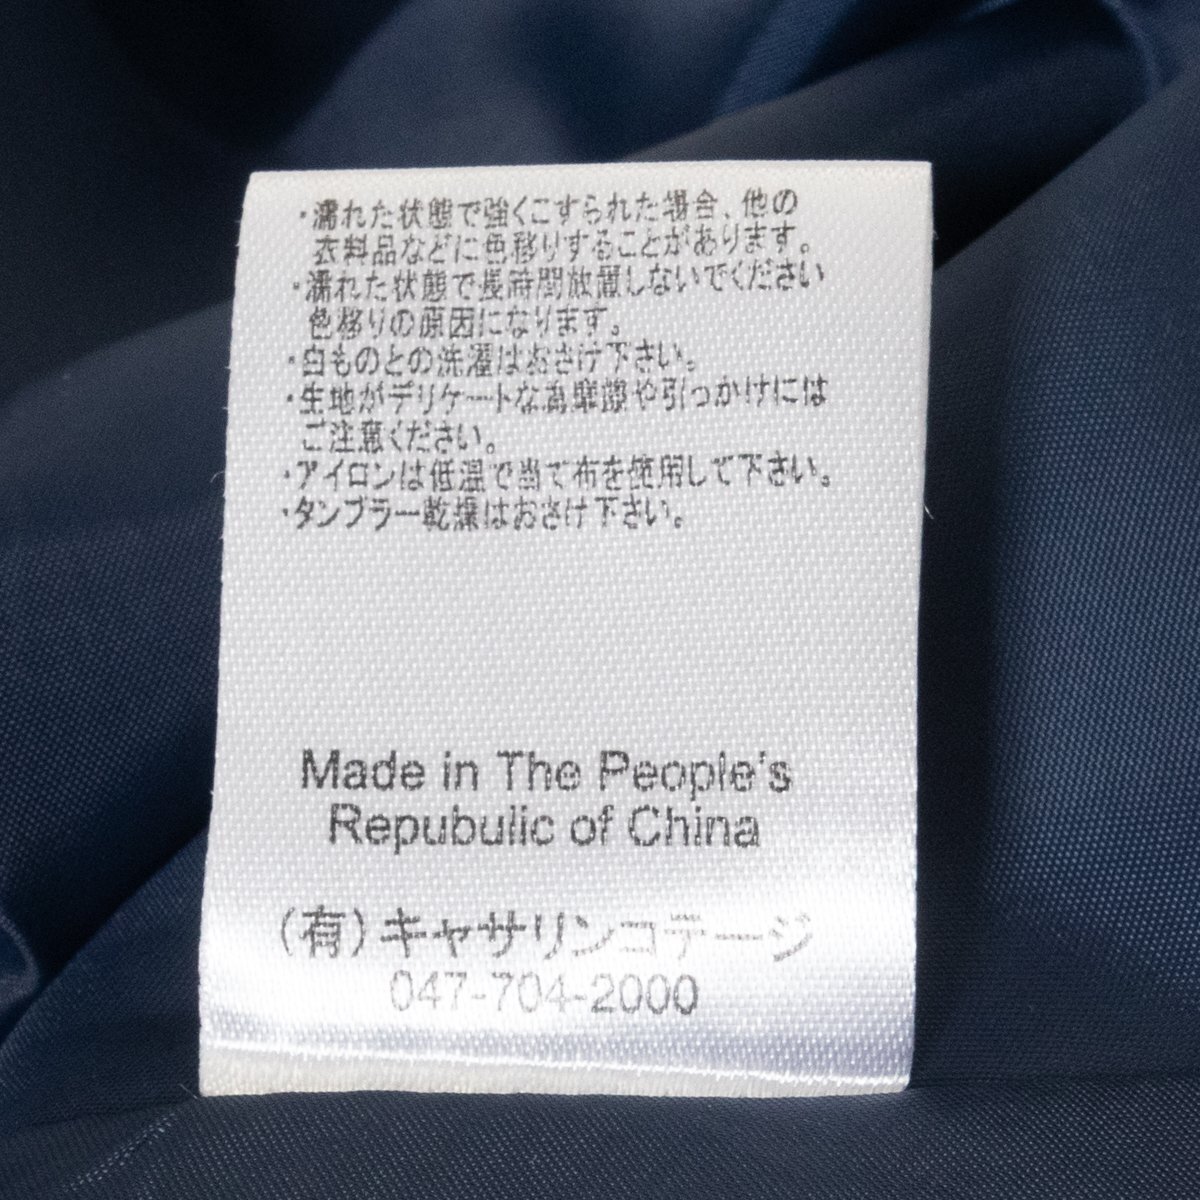 ・濡れた状態で強くこすられた場合、他の
衣料品などに色移りすることがあります。
・濡れた状態で長時間放置しないでください
色移りの原因になります。
・白ものとの洗濯はおさけ下さい。
・生地がデリケートな為摩擦や引っかけには
ご注意ください。
・アイロンは低温で当て布を使用して下さい。
・タンブラー乾燥はおさけ下さい。
Made in The People's
Repubulic of China
(有)キャサリンコテージ
047-704-2000